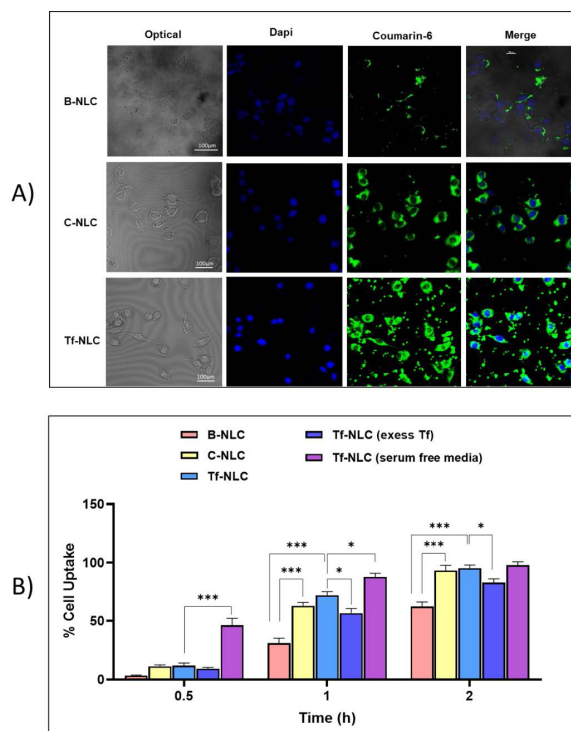 A)
Optical Dapi Coumarin-6 Merge
B-NLC
100μm
C-NLC
100μm
Tf-NLC
100μm
B)
B-NLC Tf-NLC (exess Tf)
C-NLC Tf-NLC (serum free media)
Tf-NLC
% Cell Uptake
150
100
50
0
***
*** *
*** *
*** *
***
0.5 1 2
Time (h)